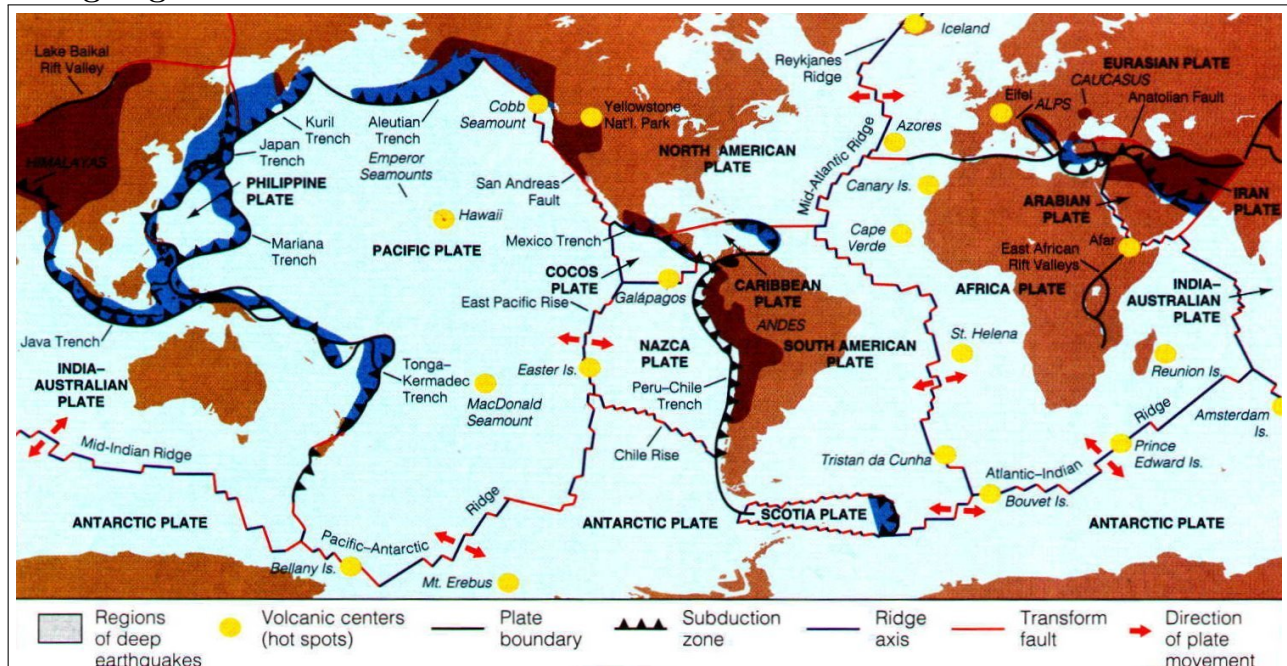 Lake Baikal
Rift Valley
HIMALAYAS
Kuril
Trench
Japan
Trench
PHILIPPINE
PLATE
Mariana
Trench
Java Trench
INDIA–
AUSTRALIAN
PLATE
Mid-Indian Ridge
ANTARCTIC PLATE
Aleutian
Trench
Emperor
Seamounts
Hawaii
PACIFIC PLATE
Tonga–
Kermadec
Trench
MacDonald
Seamount
Pacific–Antarctic
Ridge
Bellany Is.
Mt. Erebus
Cobb
Seamount
Yellowstone
Nat'l. Park
San Andreas
Fault
NORTH AMERICAN
PLATE
Mexico Trench
COCOS
PLATE
East Pacific Rise
Galápagos
CARIBBEAN
PLATE
NAZCA
PLATE
Easter Is.
Peru–Chile
Trench
Chile Rise
ANDES
SOUTH AMERICAN
PLATE
ANTARCTIC PLATE
SCOTIA PLATE
Iceland
Reykjanes
Ridge
Mid-Atlantic Ridge
Azores
Canary Is.
Cape
Verde
EURASIAN PLATE
CAUCASUS
Eifel
ALPS
Anatolian Fault
ARABIAN
PLATE
IRAN
PLATE
Afar
East African
Rift Valleys
AFRICA PLATE
INDIA–
AUSTRALIAN
PLATE
St. Helena
Reunion Is.
Amsterdam
Is.
Tristan da Cunha
Atlantic–Indian
Ridge
Bouvet Is.
Prince
Edward Is.
ANTARCTIC PLATE
Regions
of deep
earthquakes
Volcanic centers
(hot spots)
Plate
boundary
Subduction
zone
Ridge
axis
Transform
fault
Direction
of plate
movement